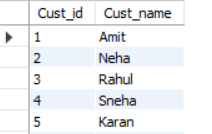 Cust_id Cust_name
1 Amit
2 Neha
3 Rahul
4 Sneha
5 Karan